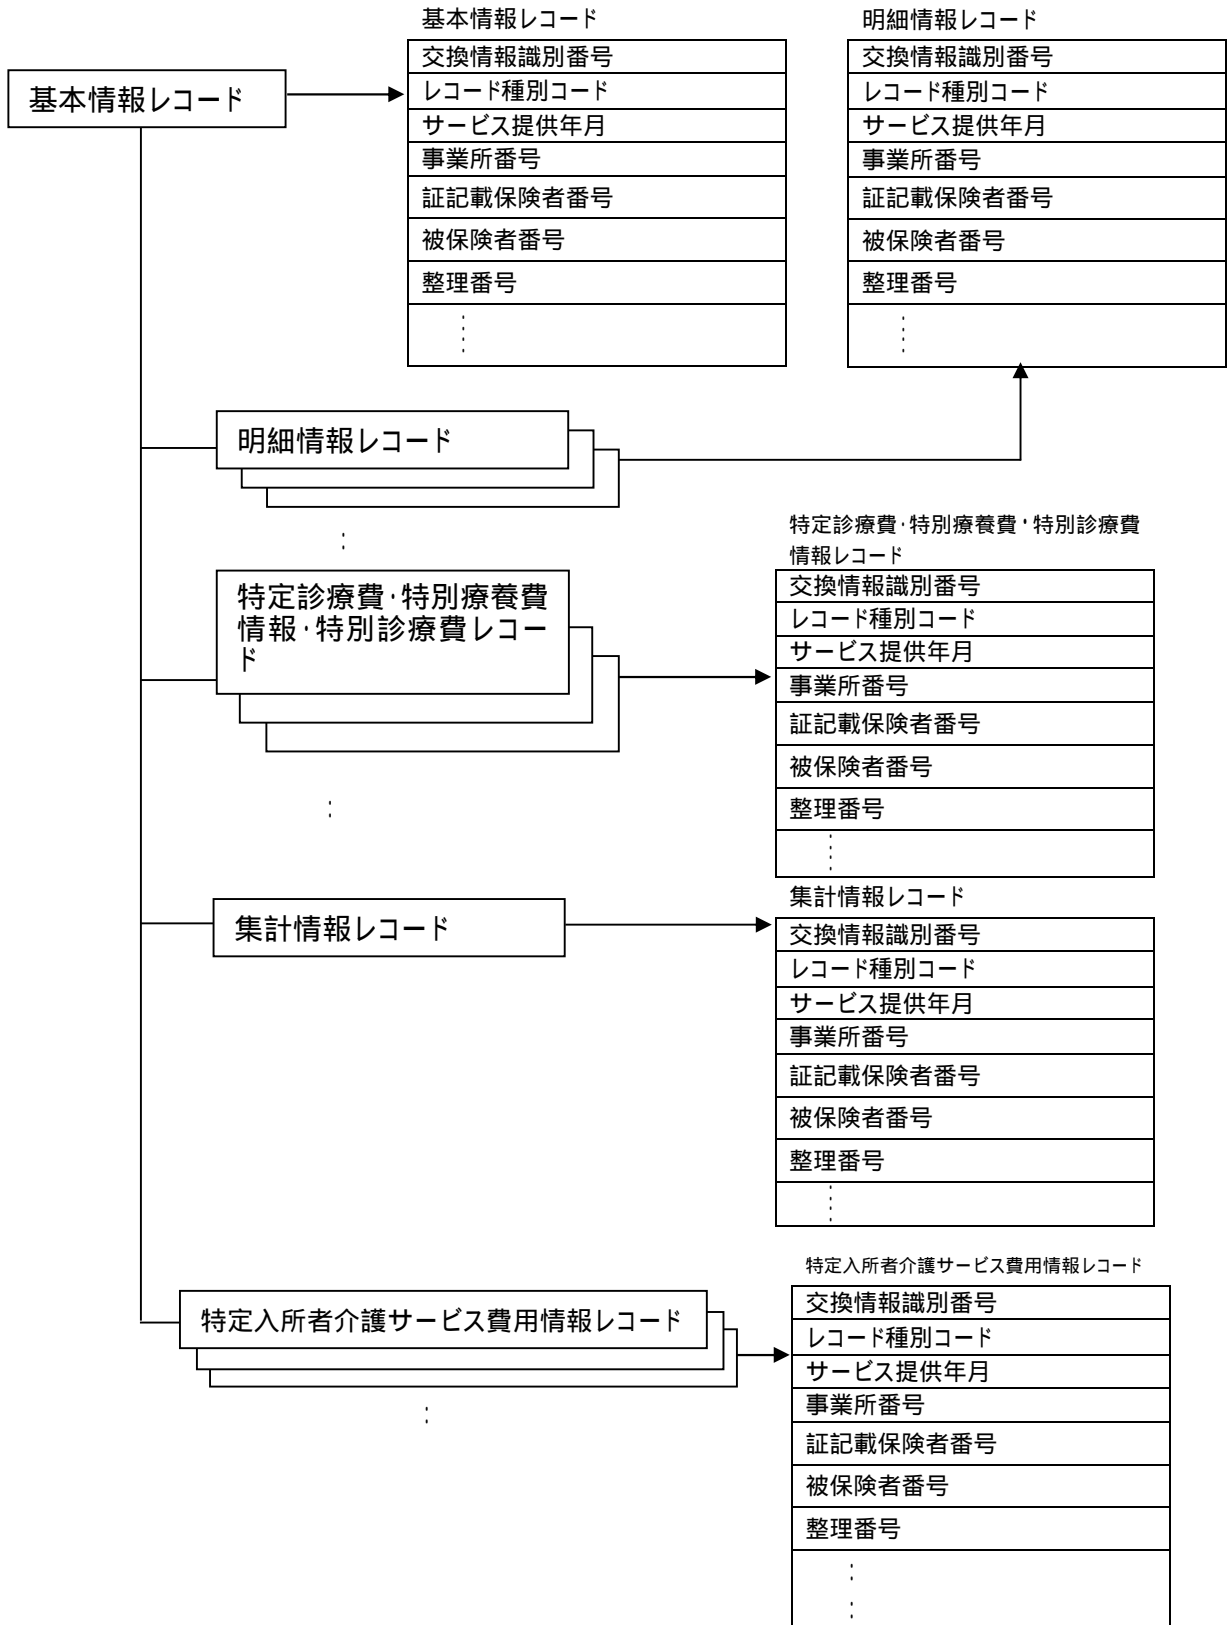 基本情報レコード
基本情報レコード
交換情報識別番号
レコード種別コード
サービス提供年月
事業所番号
証記載保険者番号
被保険者番号
整理番号
明細情報レコード
交換情報識別番号
レコード種別コード
サービス提供年月
事業所番号
証記載保険者番号
被保険者番号
整理番号
明細情報レコード
特定診療費・特別療養費
情報・特別診療費レコー
ド
特定診療費・特別療養費・特別診療費
情報レコード
交換情報識別番号
レコード種別コード
サービス提供年月
事業所番号
証記載保険者番号
被保険者番号
整理番号
集計情報レコード
集計情報レコード
交換情報識別番号
レコード種別コード
サービス提供年月
事業所番号
証記載保険者番号
被保険者番号
整理番号
特定入所者介護サービス費用情報レコード
特定入所者介護サービス費用情報レコード
交換情報識別番号
レコード種別コード
サービス提供年月
事業所番号
証記載保険者番号
被保険者番号
整理番号